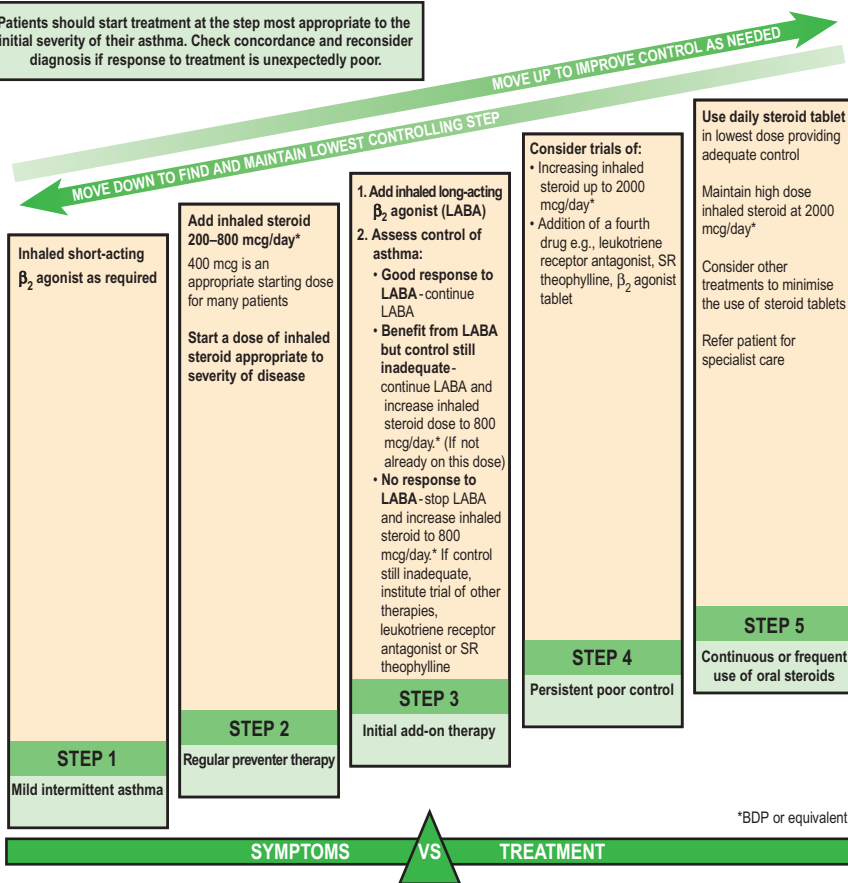 Patients should start treatment at the step most appropriate to the
initial severity of their asthma. Check concordance and reconsider
diagnosis if response to treatment is unexpectedly poor.
MOVE UP TO IMPROVE CONTROL AS NEEDED
MOVE DOWN TO FIND AND MAINTAIN LOWEST CONTROLLING STEP
Inhaled short-acting
β2 agonist as required
STEP 1
Mild intermittent asthma
Add inhaled steroid
200–800 mcg/day*
400 mcg is an
appropriate starting dose
for many patients
Start a dose of inhaled
steroid appropriate to
severity of disease
STEP 2
Regular preventer therapy
1. Add inhaled long-acting
β2 agonist (LABA)
2. Assess control of
asthma:
• Good response to
LABA - continue
LABA
• Benefit from LABA
but control still
inadequate -
continue LABA and
increase inhaled
steroid dose to 800
mcg/day.* (If not
already on this dose)
• No response to
LABA - stop LABA
and increase inhaled
steroid to 800
mcg/day.* If control
still inadequate,
institute trial of other
therapies,
leukotriene receptor
antagonist or SR
theophylline
STEP 3
Initial add-on therapy
Consider trials of:
• Increasing inhaled
steroid up to 2000
mcg/day*
• Addition of a fourth
drug e.g., leukotriene
receptor antagonist, SR
theophylline, β2 agonist
tablet
STEP 4
Persistent poor control
Use daily steroid tablet
in lowest dose providing
adequate control
Maintain high dose
inhaled steroid at 2000
mcg/day*
Consider other
treatments to minimise
the use of steroid tablets
Refer patient for
specialist care
STEP 5
Continuous or frequent
use of oral steroids
*BDP or equivalent
SYMPTOMS VS TREATMENT